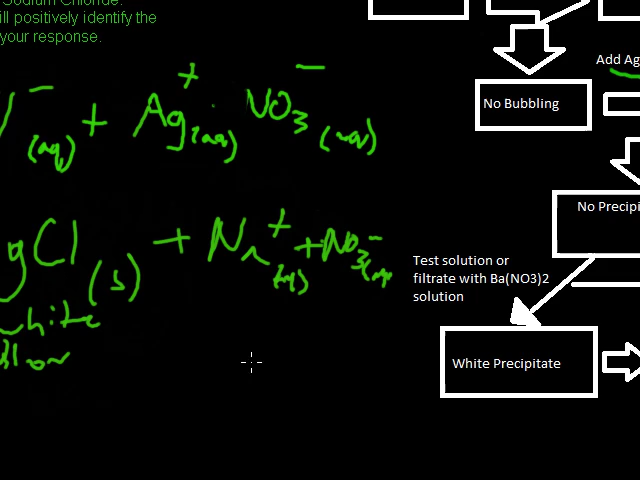 Sodium Chloride.
ill positively identify the
your response.
Add Ag
No Bubbling
No Precipi
Test solution or
filtrate with Ba(NO3)2
solution
White Precipitate
− (aq) + Ag+ (aq) NO3− (aq)
gCl (s) + Na+ (aq) + NO3− (aq
white